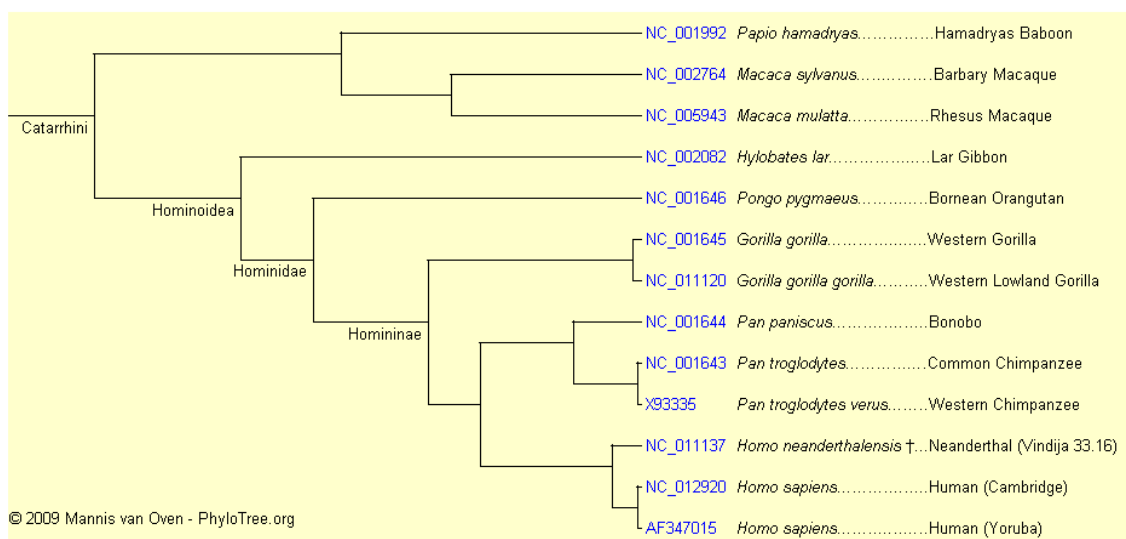 NC_001992 Papio hamadryas...............Hamadryas Baboon
NC_002764 Macaca sylvanus..............Barbary Macaque
NC_005943 Macaca mulatta...............Rhesus Macaque
Catarrhini
NC_002082 Hylobates lar...................Lar Gibbon
NC_001646 Pongo pygmaeus.............Bornean Orangutan
Hominoidea
NC_001645 Gorilla gorilla...................Western Gorilla
Hominidae
NC_011120 Gorilla gorilla gorilla..........Western Lowland Gorilla
NC_001644 Pan paniscus..................Bonobo
Homininae
NC_001643 Pan troglodytes...............Common Chimpanzee
X93335 Pan troglodytes verus........Western Chimpanzee
NC_011137 Homo neanderthalensis †...Neanderthal (Vindija 33.16)
NC_012920 Homo sapiens.................Human (Cambridge)
© 2009 Mannis van Oven - PhyloTree.org
AF347015 Homo sapiens.................Human (Yoruba)